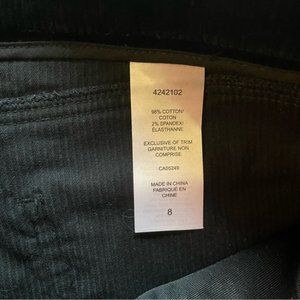 4242102
98% COTTON/
COTON
2% SPANDEX/
ÉLASTHANNE
EXCLUSIVE OF TRIM
GARNITURE NON
COMPRISE
CA05249
MADE IN CHINA
FABRIQUÉ EN
CHINE
8